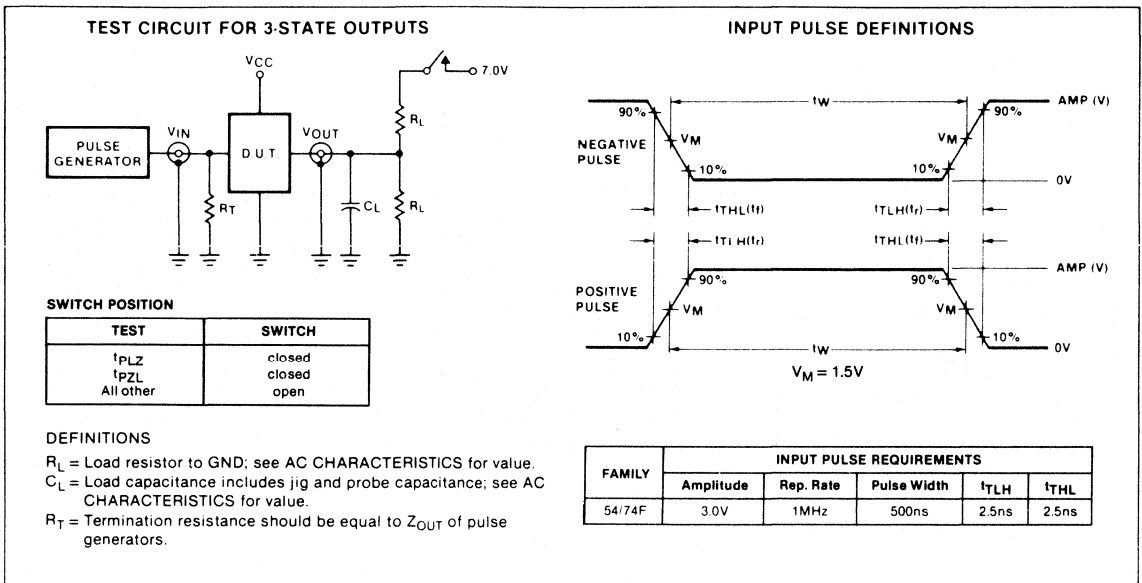 TEST CIRCUIT FOR 3-STATE OUTPUTS
VCC
7.0V
RL
PULSE
GENERATOR
VIN
D.U.T.
VOUT
RT
CL
RL
SWITCH POSITION
TEST SWITCH
tPLZ closed
tPZL closed
All other open
DEFINITIONS
RL = Load resistor to GND; see AC CHARACTERISTICS for value.
CL = Load capacitance includes jig and probe capacitance; see AC
CHARACTERISTICS for value.
RT = Termination resistance should be equal to ZOUT of pulse
generators.
INPUT PULSE DEFINITIONS
tW
AMP (V)
90% 90%
NEGATIVE
PULSE
VM VM
10% 10%
0V
tTHL(tf) tTLH(tr)
tTLH(tr) tTHL(tf)
AMP (V)
90% 90%
POSITIVE
PULSE
VM VM
10% 10%
tW
0V
VM = 1.5V
FAMILY INPUT PULSE REQUIREMENTS
Amplitude Rep. Rate Pulse Width tTLH tTHL
54/74F 3.0V 1MHz 500ns 2.5ns 2.5ns